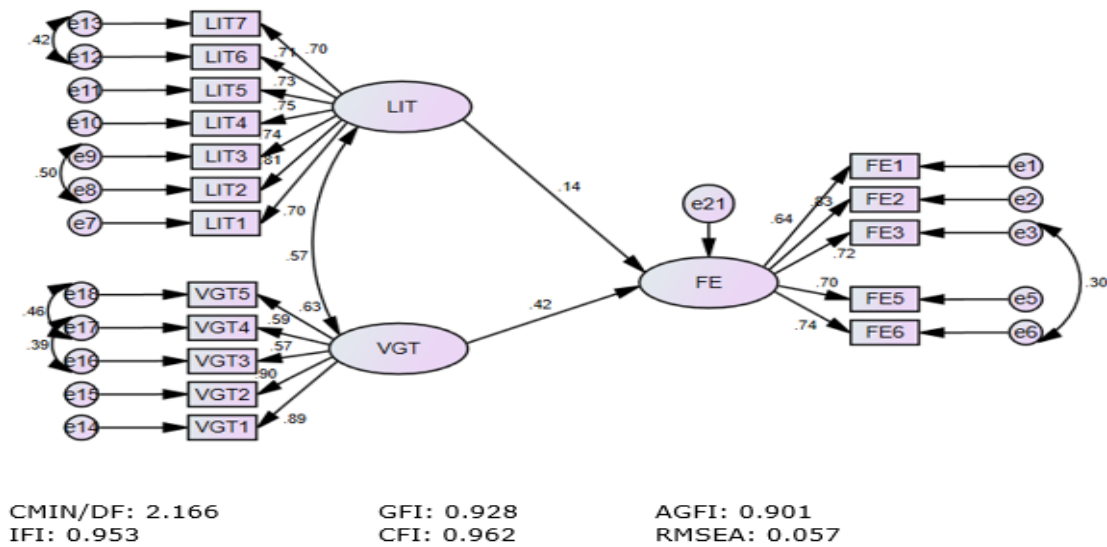 e13 LIT7
.42 .70
e12 LIT6
.71
e11 LIT5
.73
LIT
e10 LIT4
.75
e9 LIT3
.74
.50
e8 LIT2
.81
e7 LIT1
.70
.57
.14
e21
FE1 e1
.64 .83
FE2 e2
FE3 e3
.72
FE
.30
.70
FE5 e5
.74
FE6 e6
.42
e18 VGT5
.46 .63
e17 VGT4
.59
.39
VGT
e16 VGT3
.57
e15 VGT2
.90
e14 VGT1
.89
CMIN/DF: 2.166 GFI: 0.928 AGFI: 0.901
IFI: 0.953 CFI: 0.962 RMSEA: 0.057